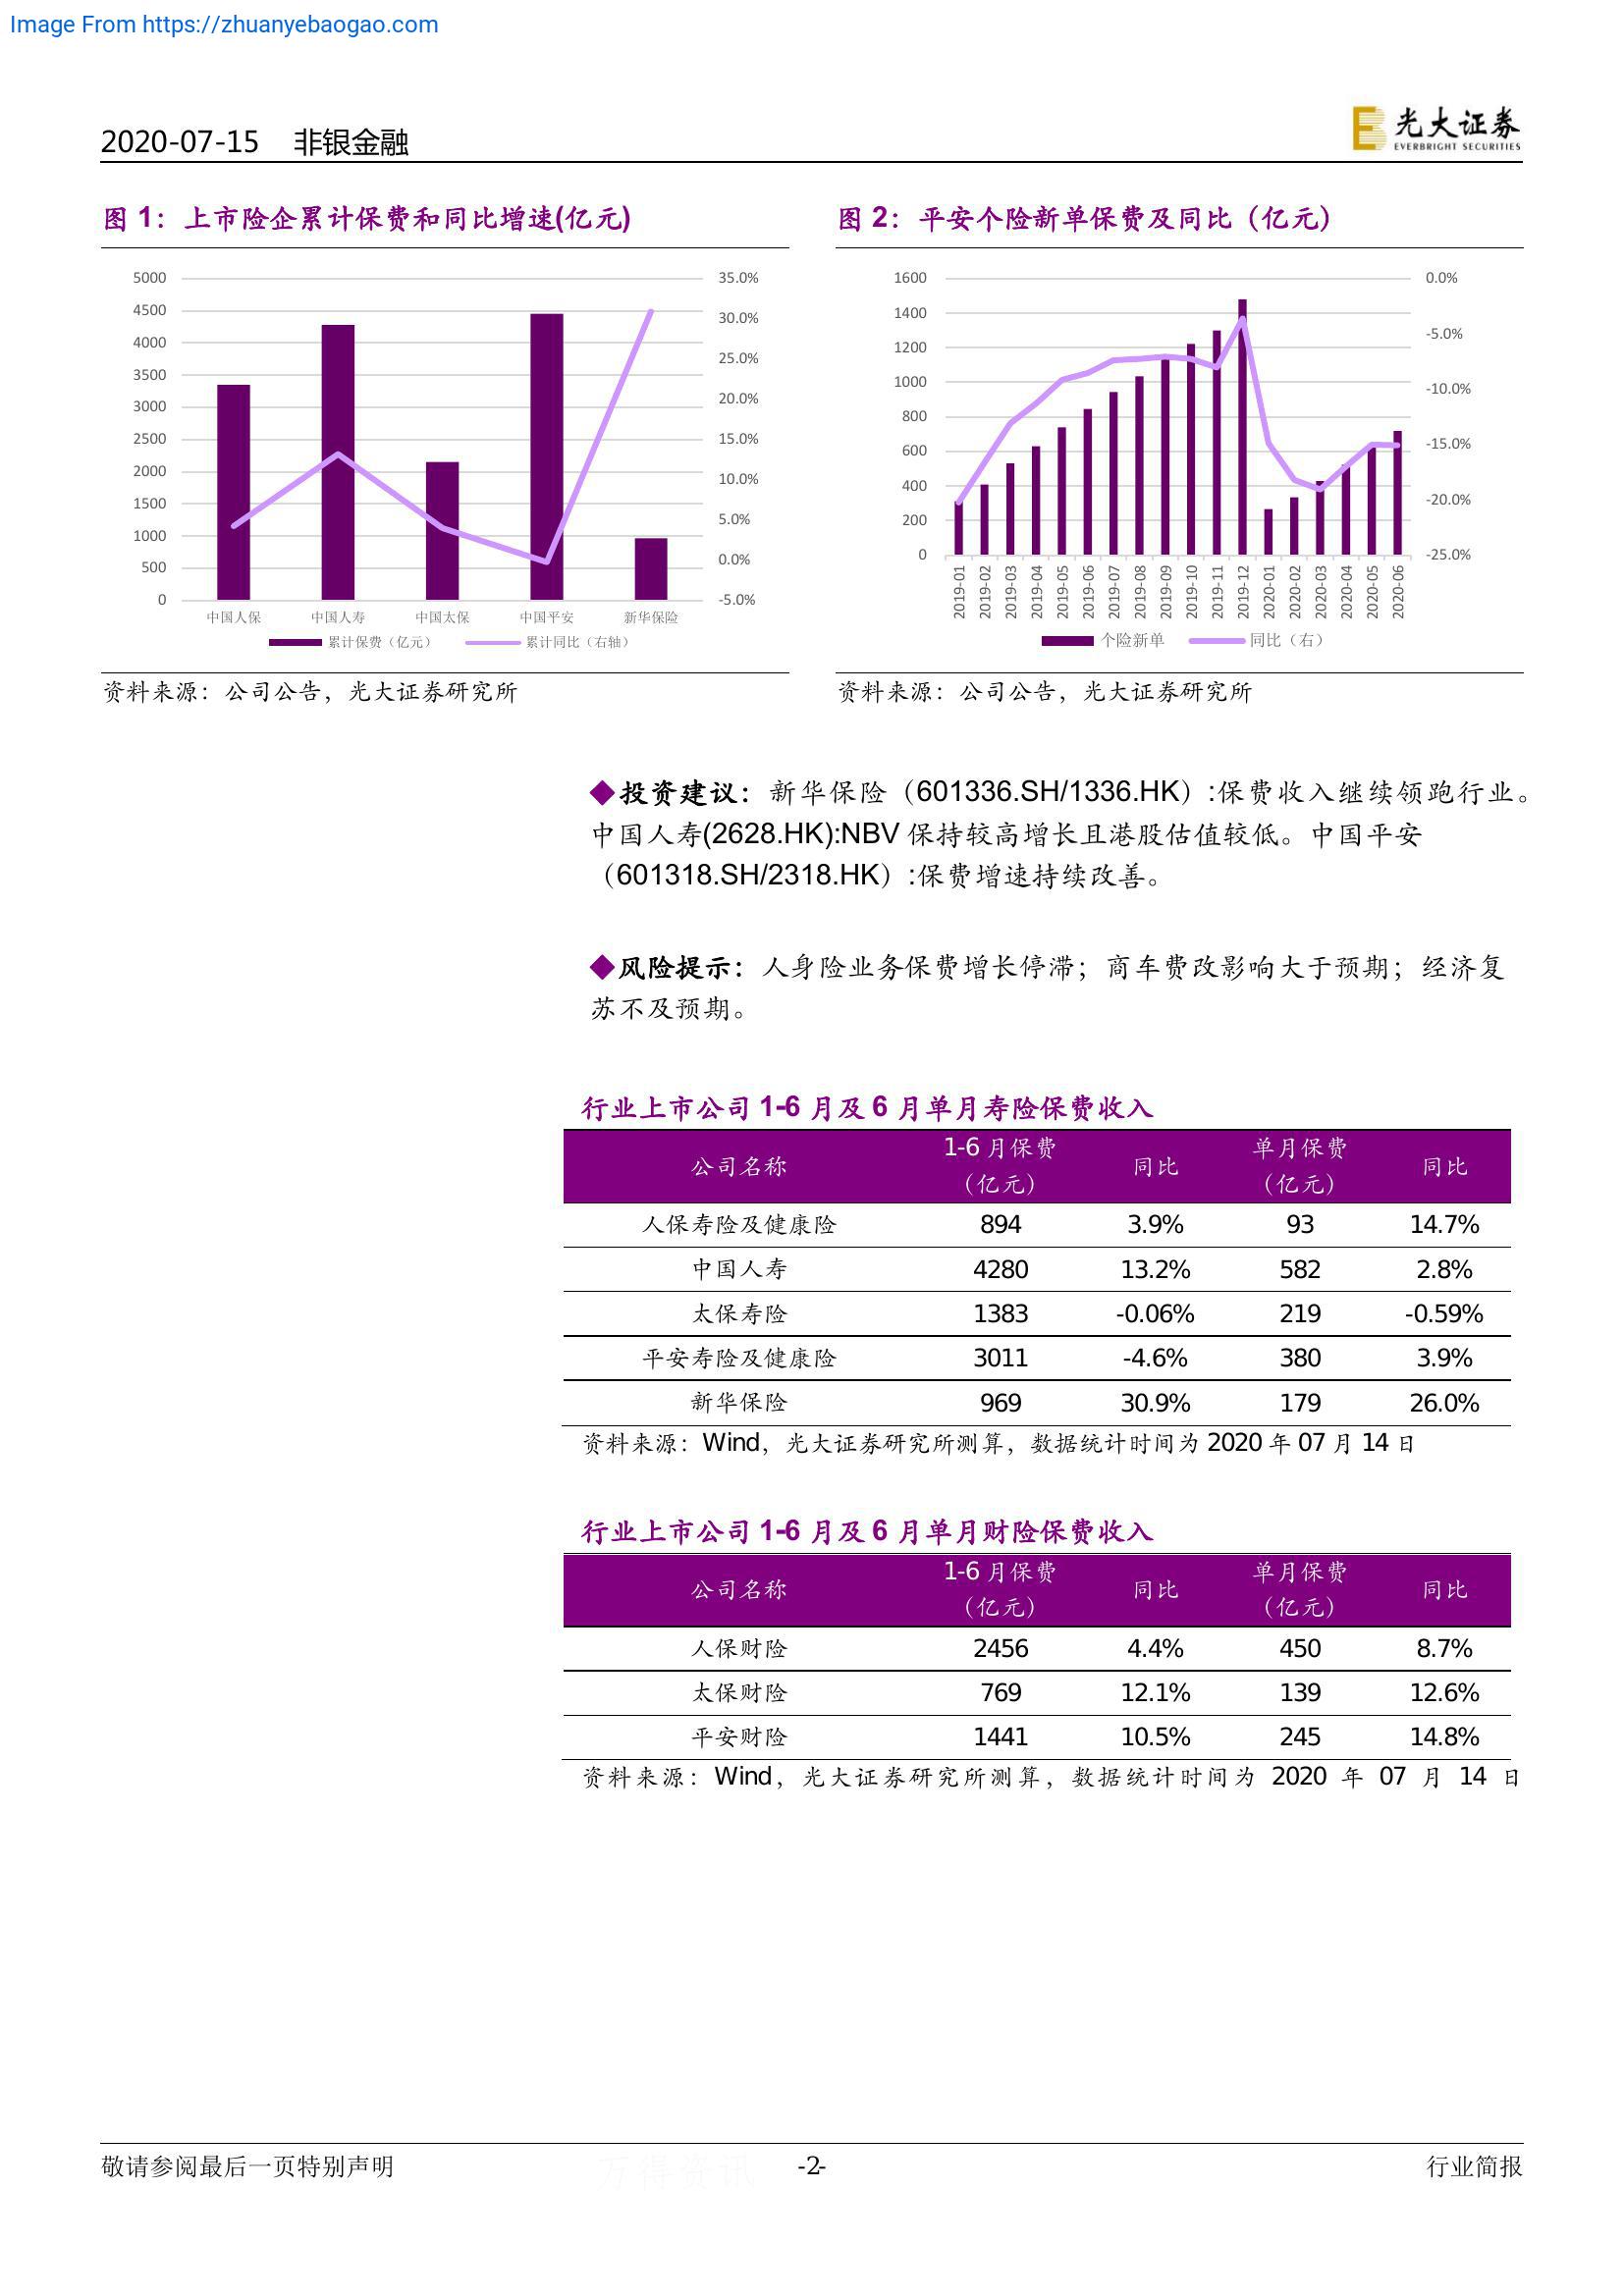 Image From https://zhuanyebaogao.com
2020-07-15 非银金融
光大证券
EVERBRIGHT SECURITIES
图 1：上市险企累计保费和同比增速(亿元)
5000
4500
4000
3500
3000
2500
2000
1500
1000
500
0
35.0%
30.0%
25.0%
20.0%
15.0%
10.0%
5.0%
0.0%
-5.0%
中国人保 中国人寿 中国太保 中国平安 新华保险
累计保费（亿元） 累计同比（右轴）
资料来源：公司公告，光大证券研究所
图 2：平安个险新单保费及同比（亿元）
1600
1400
1200
1000
800
600
400
200
0
0.0%
-5.0%
-10.0%
-15.0%
-20.0%
-25.0%
2019-01
2019-02
2019-03
2019-04
2019-05
2019-06
2019-07
2019-08
2019-09
2019-10
2019-11
2019-12
2020-01
2020-02
2020-03
2020-04
2020-05
2020-06
个险新单 同比（右）
资料来源：公司公告，光大证券研究所
◆投资建议：新华保险（601336.SH/1336.HK）:保费收入继续领跑行业。
中国人寿(2628.HK):NBV 保持较高增长且港股估值较低。中国平安
（601318.SH/2318.HK）:保费增速持续改善。
◆风险提示：人身险业务保费增长停滞；商车费改影响大于预期；经济复
苏不及预期。
行业上市公司 1-6 月及 6 月单月寿险保费收入
公司名称 1-6 月保费（亿元） 同比 单月保费（亿元） 同比
人保寿险及健康险 894 3.9% 93 14.7%
中国人寿 4280 13.2% 582 2.8%
太保寿险 1383 -0.06% 219 -0.59%
平安寿险及健康险 3011 -4.6% 380 3.9%
新华保险 969 30.9% 179 26.0%
资料来源：Wind，光大证券研究所测算，数据统计时间为 2020 年 07 月 14 日
行业上市公司 1-6 月及 6 月单月财险保费收入
公司名称 1-6 月保费（亿元） 同比 单月保费（亿元） 同比
人保财险 2456 4.4% 450 8.7%
太保财险 769 12.1% 139 12.6%
平安财险 1441 10.5% 245 14.8%
资料来源：Wind，光大证券研究所测算，数据统计时间为 2020 年 07 月 14 日
万得资讯
敬请参阅最后一页特别声明 -2- 行业简报